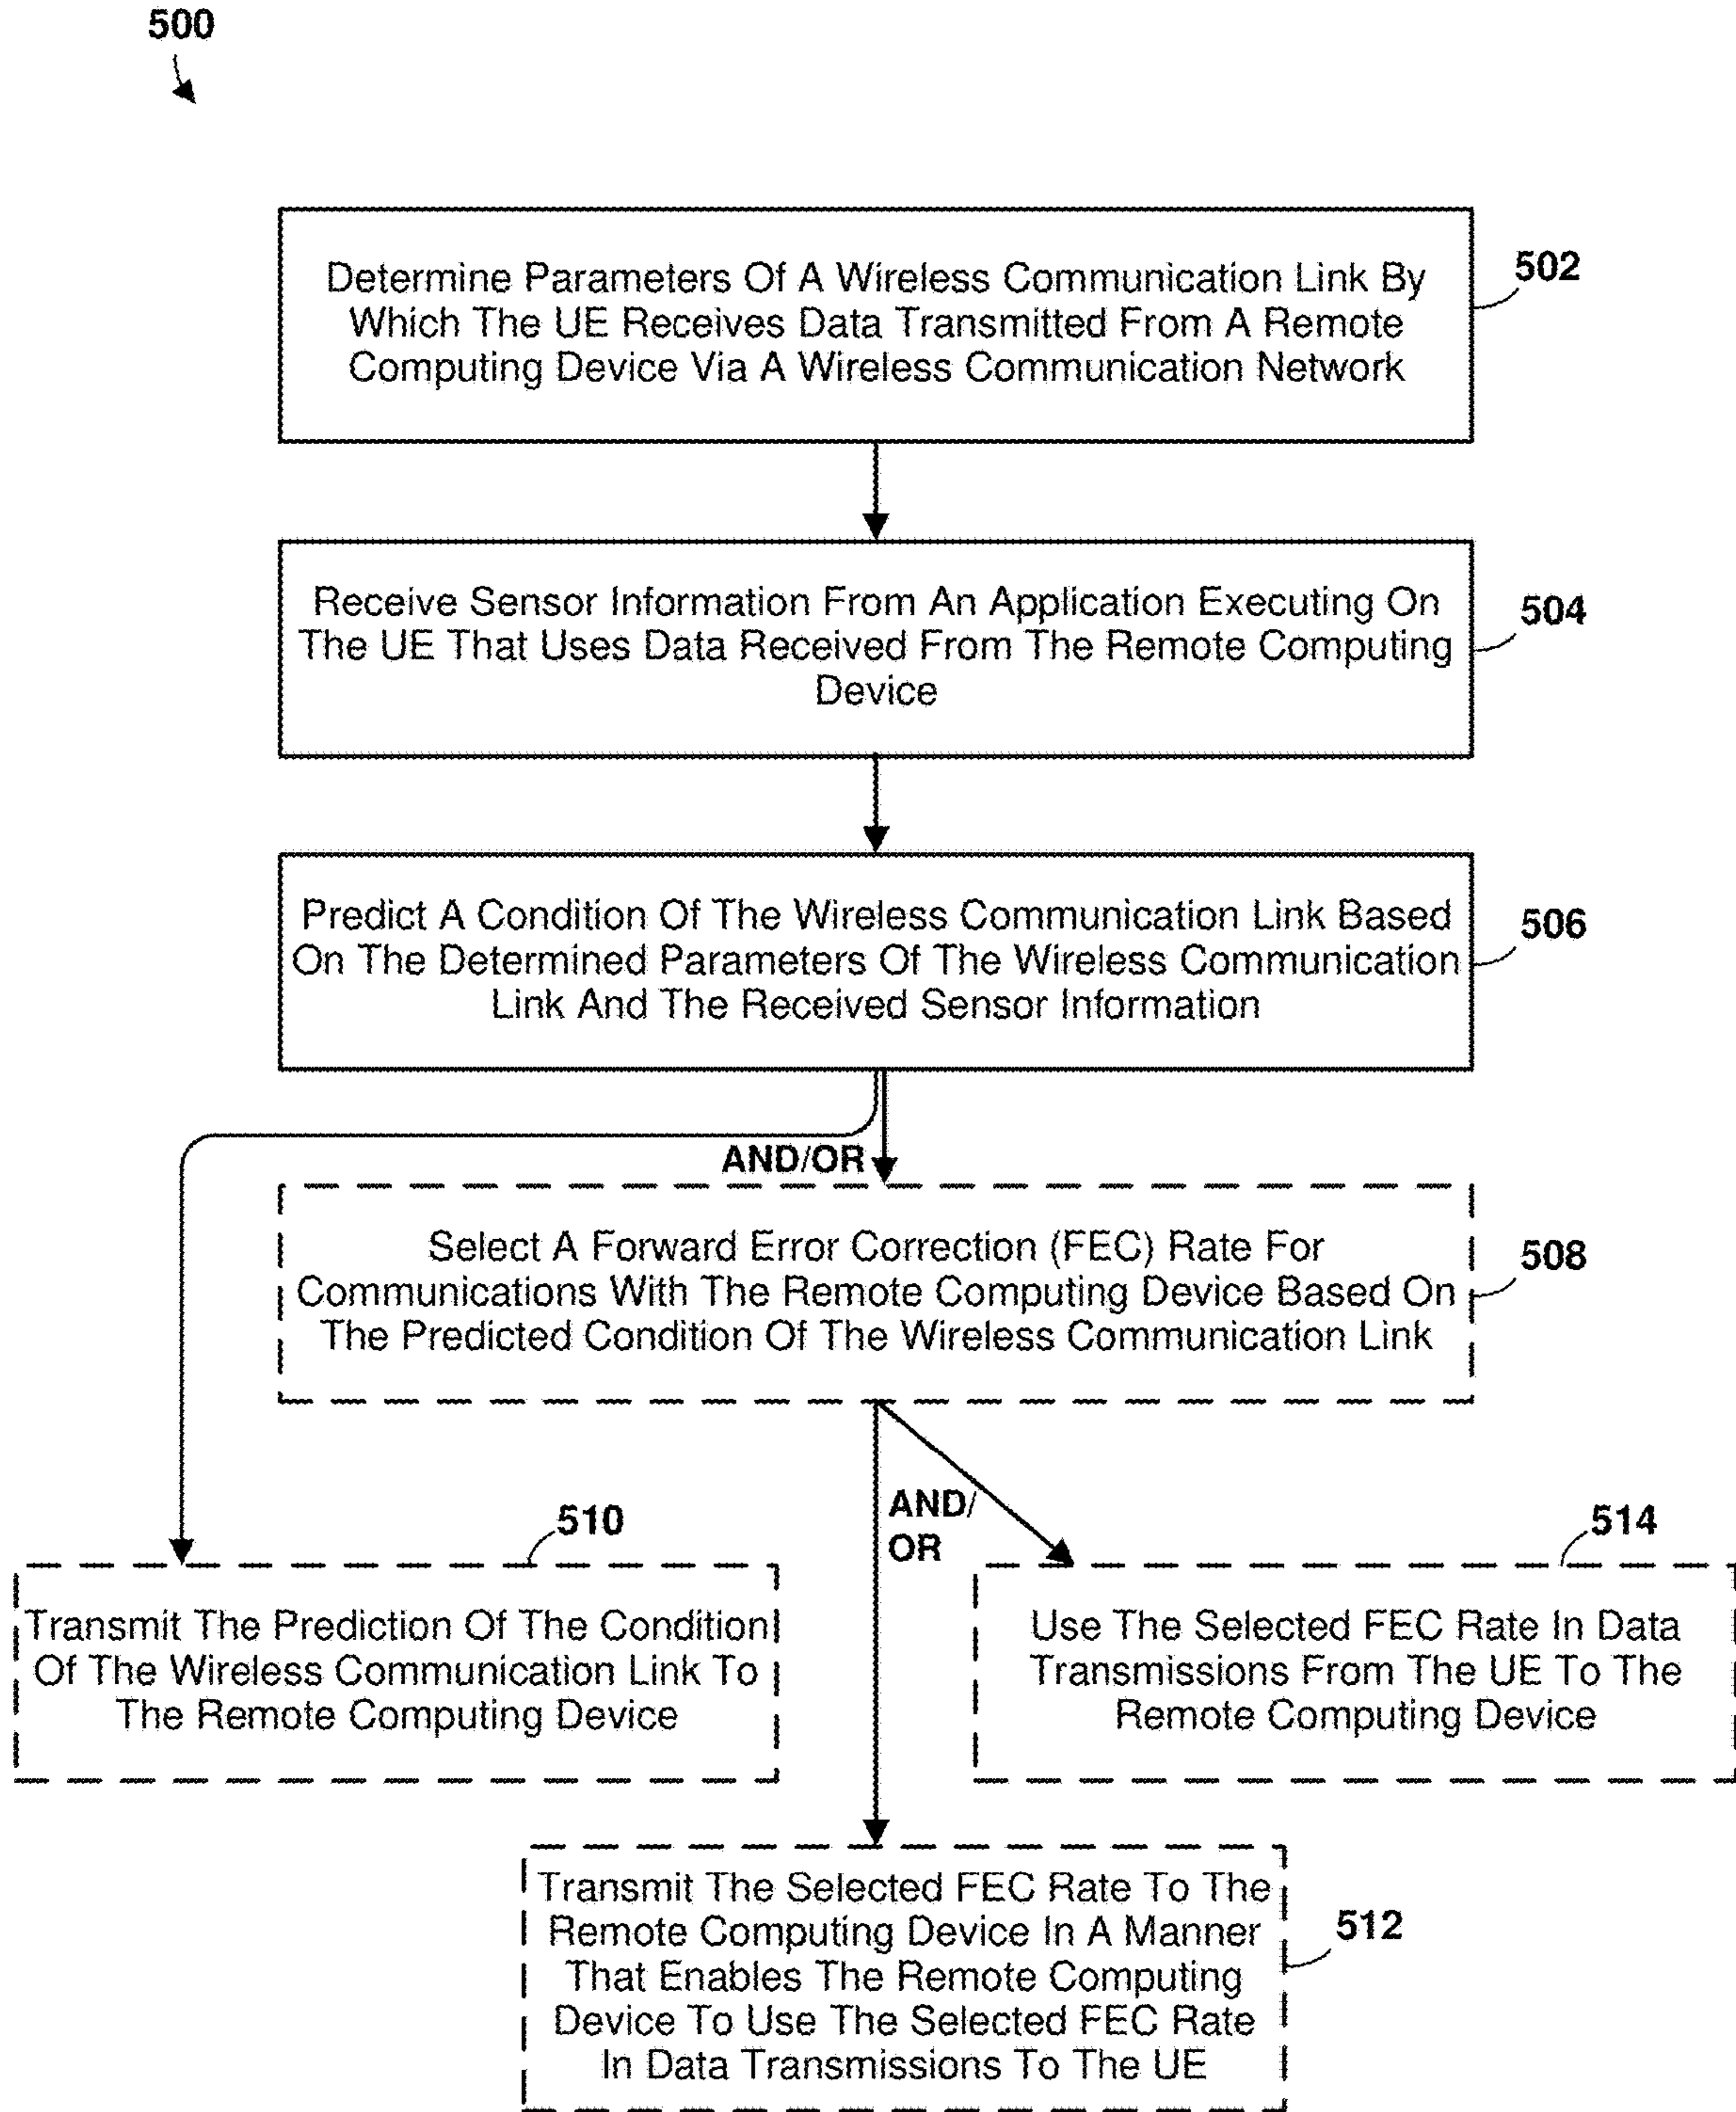 500
Determine Parameters Of A Wireless Communication Link By
Which The UE Receives Data Transmitted From A Remote
Computing Device Via A Wireless Communication Network
502
Receive Sensor Information From An Application Executing On
The UE That Uses Data Received From The Remote Computing
Device
504
Predict A Condition Of The Wireless Communication Link Based
On The Determined Parameters Of The Wireless Communication
Link And The Received Sensor Information
506
AND/OR
Select A Forward Error Correction (FEC) Rate For
Communications With The Remote Computing Device Based On
The Predicted Condition Of The Wireless Communication Link
508
AND/
OR
510
Transmit The Prediction Of The Condition
Of The Wireless Communication Link To
The Remote Computing Device
514
Use The Selected FEC Rate In Data
Transmissions From The UE To The
Remote Computing Device
Transmit The Selected FEC Rate To The
Remote Computing Device In A Manner
That Enables The Remote Computing
Device To Use The Selected FEC Rate
In Data Transmissions To The UE
512